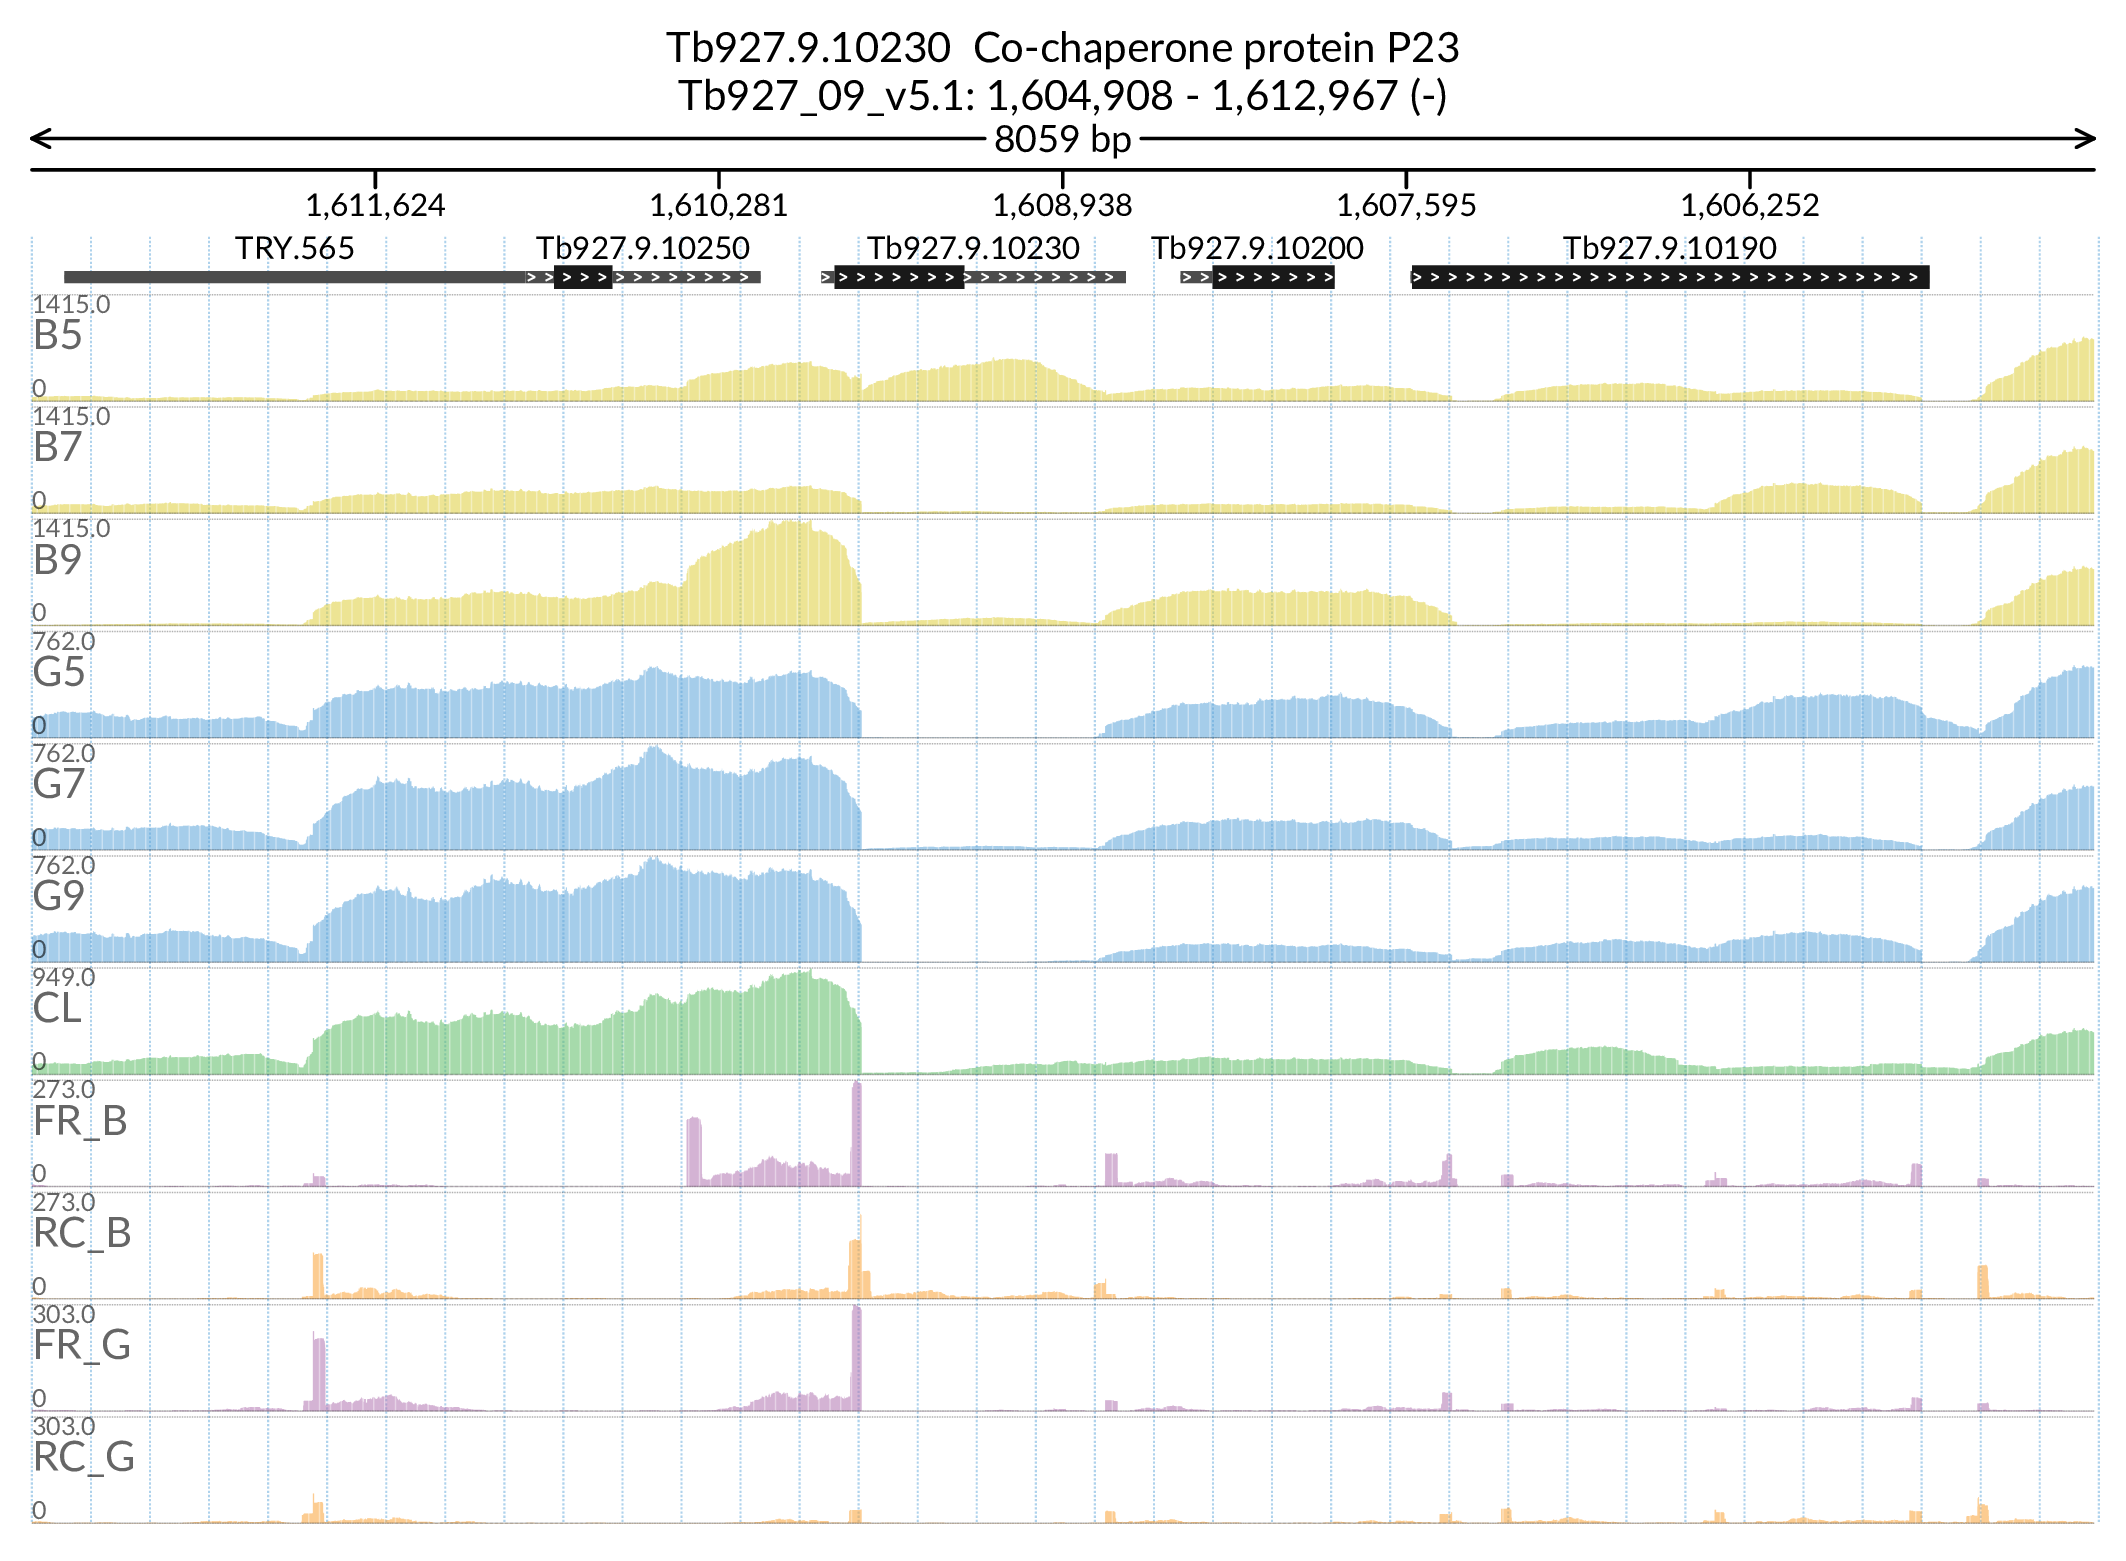 Tb927.9.10230  Co-chaperone protein P23
Tb927_09_v5.1: 1,604,908 - 1,612,967 (-)
8059 bp
1,611,624 1,610,281 1,608,938 1,607,595 1,606,252
TRY.565 Tb927.9.10250 Tb927.9.10230 Tb927.9.10200 Tb927.9.10190
1415.0
B5
0
1415.0
B7
0
1415.0
B9
0
762.0
G5
0
762.0
G7
0
762.0
G9
0
949.0
CL
0
273.0
FR_B
0
273.0
RC_B
0
303.0
FR_G
0
303.0
RC_G
0